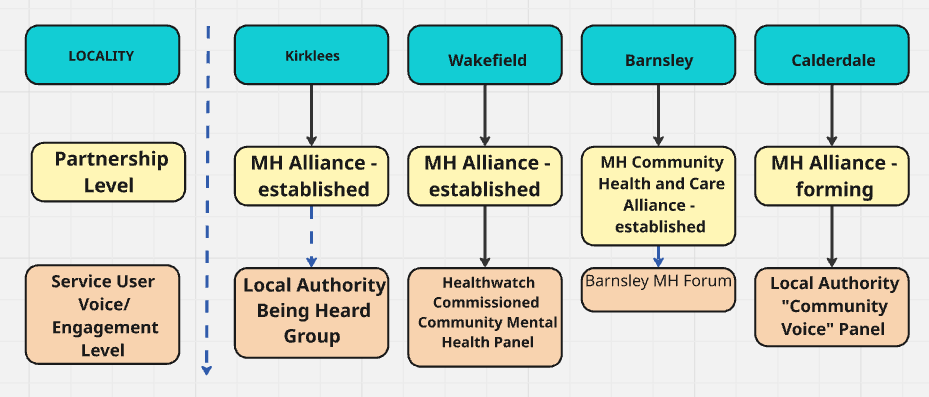 LOCALITY
Kirklees
Wakefield
Barnsley
Calderdale
Partnership
Level
MH Alliance -
established
MH Alliance -
established
MH Community
Health and Care
Alliance -
established
MH Alliance -
forming
Service User
Voice/
Engagement
Level
Local Authority
Being Heard
Group
Healthwatch
Commissioned
Community Mental
Health Panel
Barnsley MH Forum
Local Authority
"Community
Voice" Panel